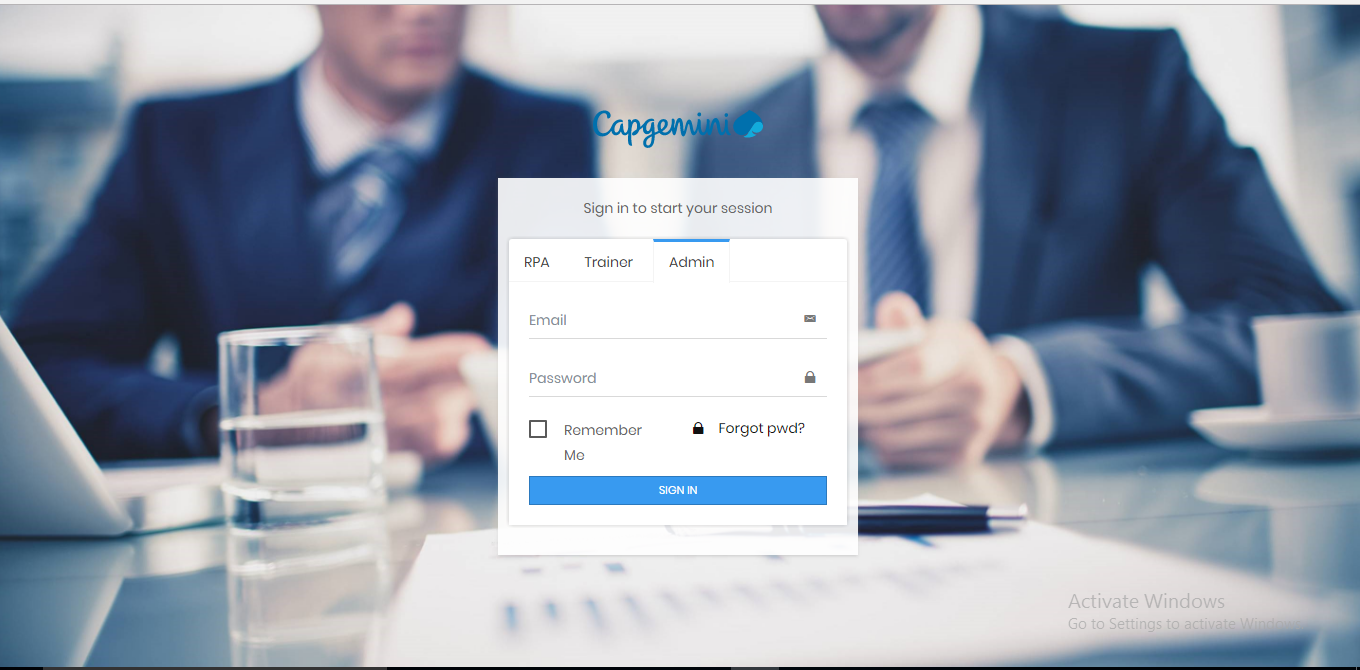 Capgemini
Sign in to start your session
RPA Trainer Admin
Email
Password
Remember Me
Forgot pwd?
SIGN IN
Activate Windows
Go to Settings to activate Windows.